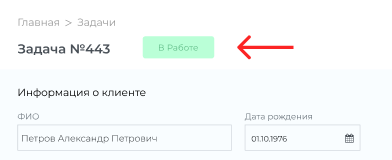 Главная > Задачи
Задача №443 В Работе
Информация о клиенте
ФИО Дата рождения
Петров Александр Петрович 01.10.1976